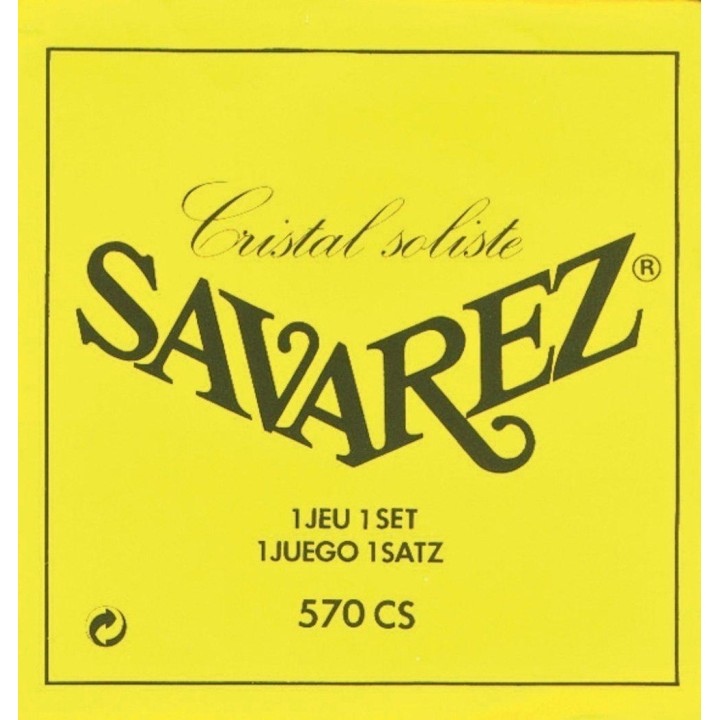 Cristal soliste
SAVAREZ®
1 JEU 1 SET
1 JUEGO 1 SATZ
570 CS